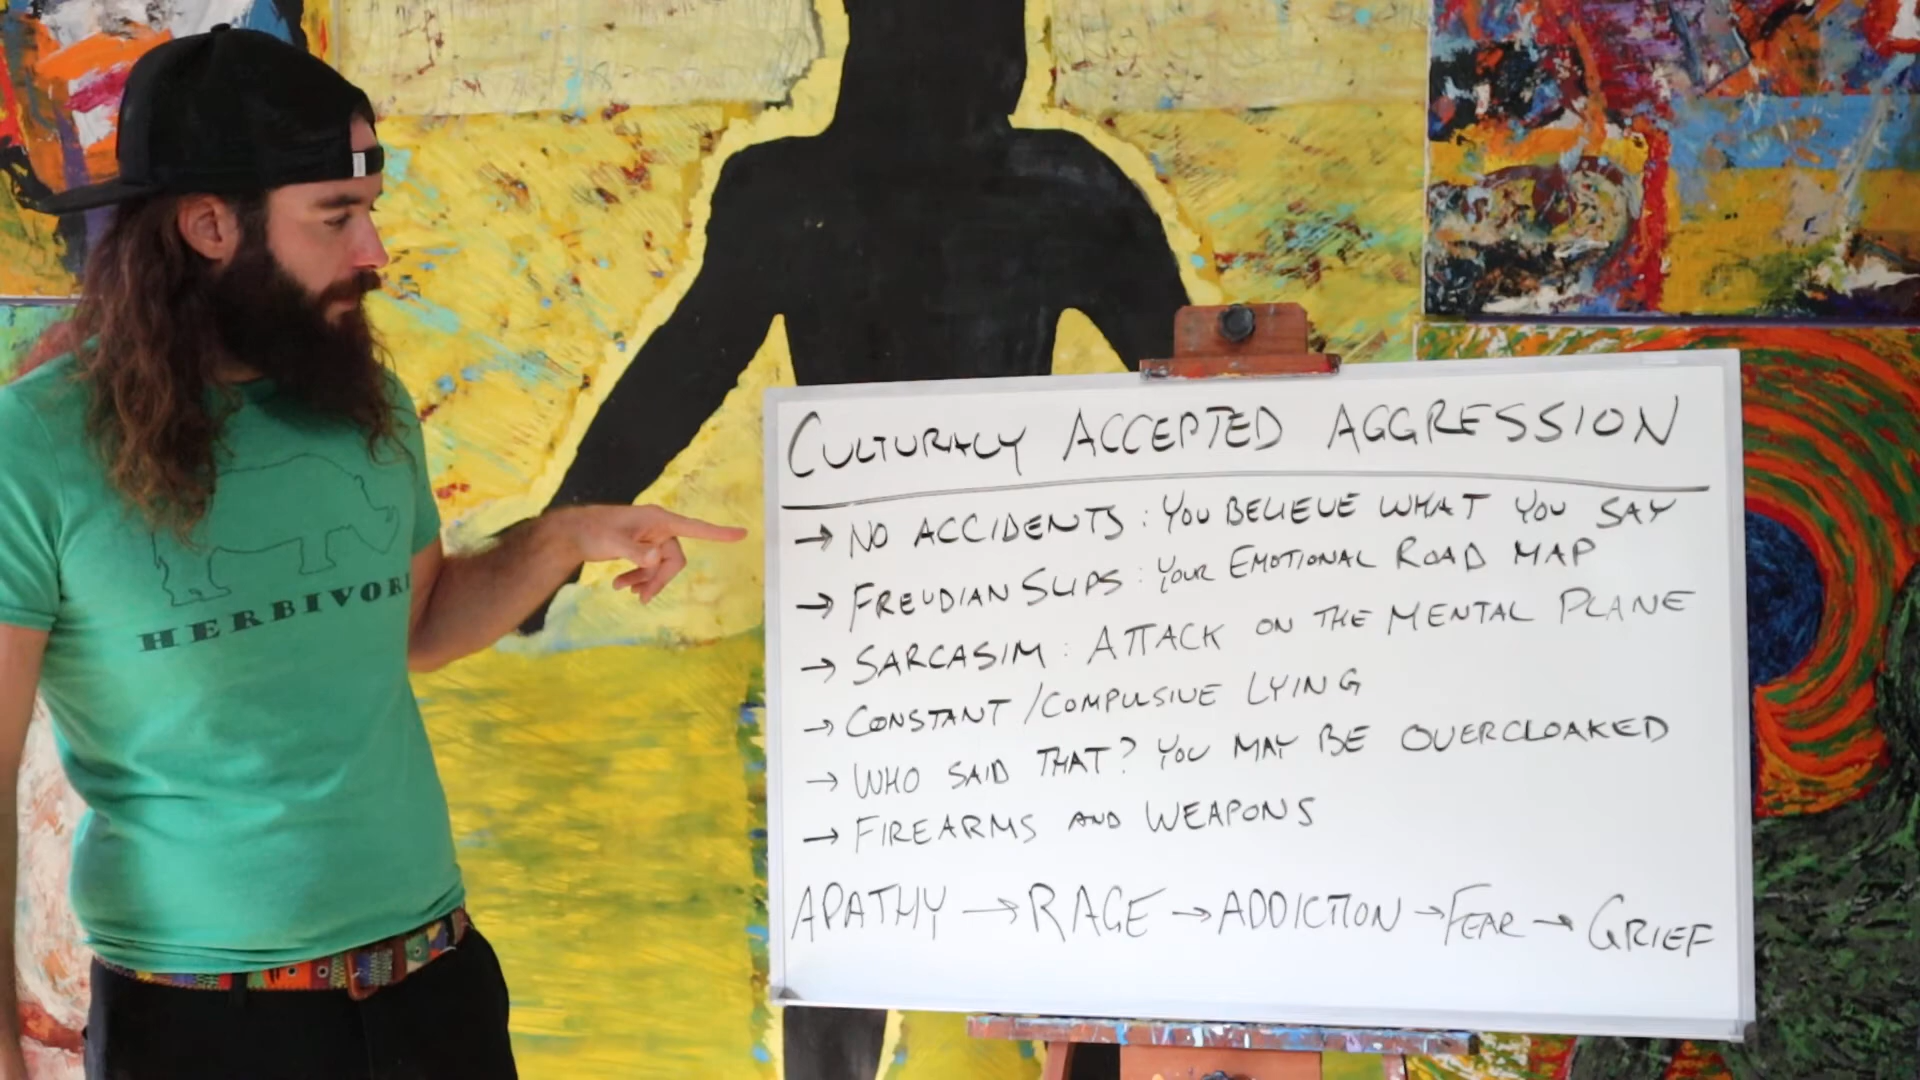 CULTURALY ACCEPTED AGGRESSION
→ NO ACCIDENTS: YOU BELIEVE WHAT YOU SAY
→ FREUDIAN SLIPS: YOUR EMOTIONAL ROAD MAP
→ SARCASIM: ATTACK ON THE MENTAL PLANE
→ CONSTANT/COMPULSIVE LYING
→ WHO SAID THAT? YOU MAY BE OVERCLOAKED
→ FIREARMS AND WEAPONS
APATHY → RAGE → ADDICTION → FEAR → GRIEF
HERBIVORE